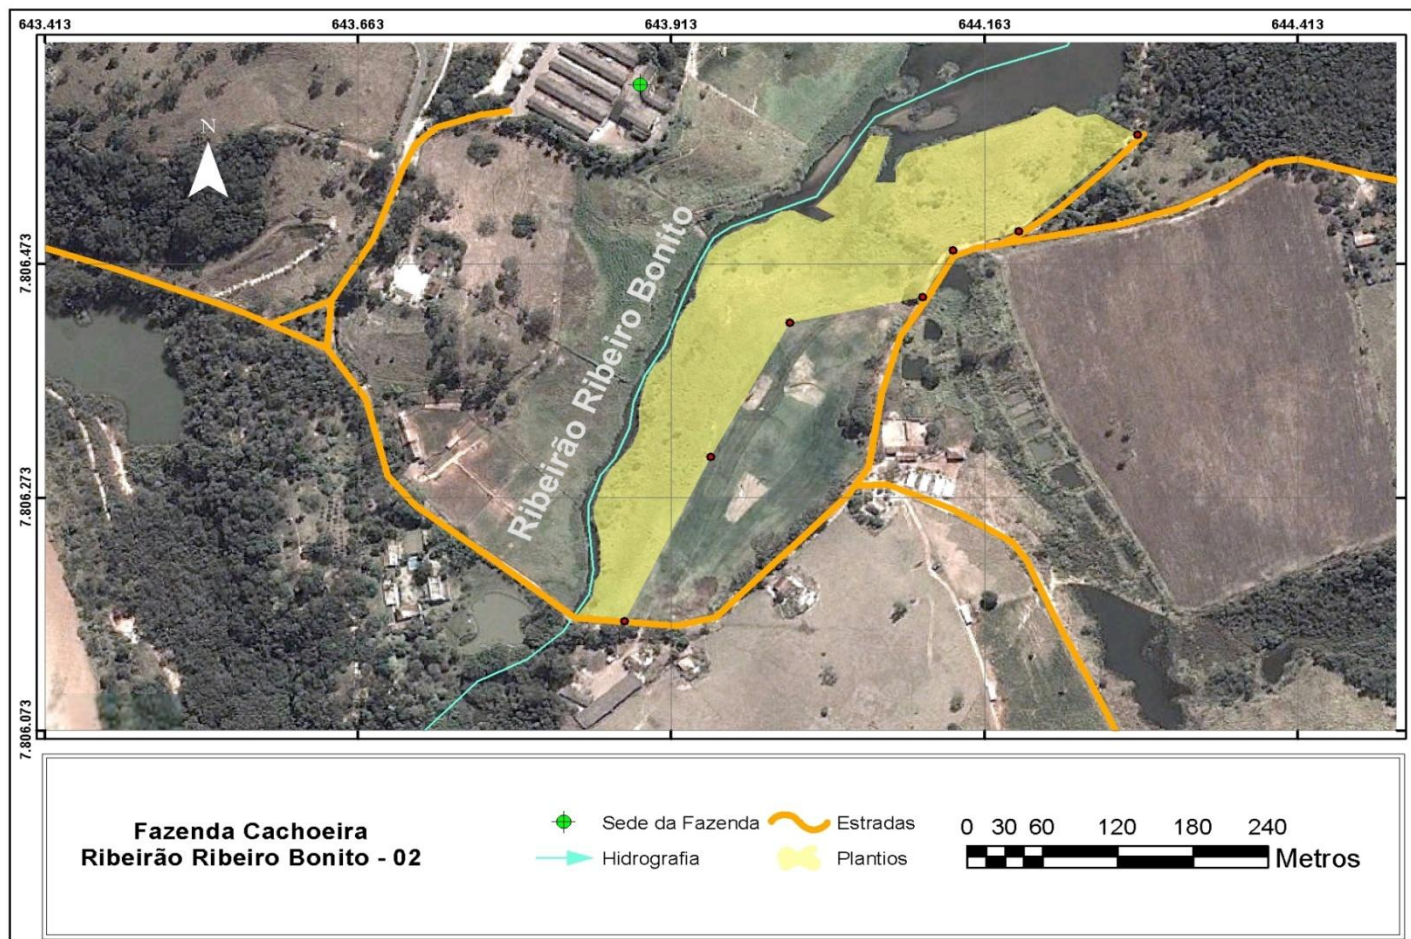 643.413 643.663 643.913 644.163 644.413
N
7.806.473
Ribeirão Ribeiro Bonito
7.806.273
7.806.073
Fazenda Cachoeira
Ribeirão Ribeiro Bonito - 02
Sede da Fazenda
Estradas
Hidrografia
Plantios
0 30 60 120 180 240
Metros